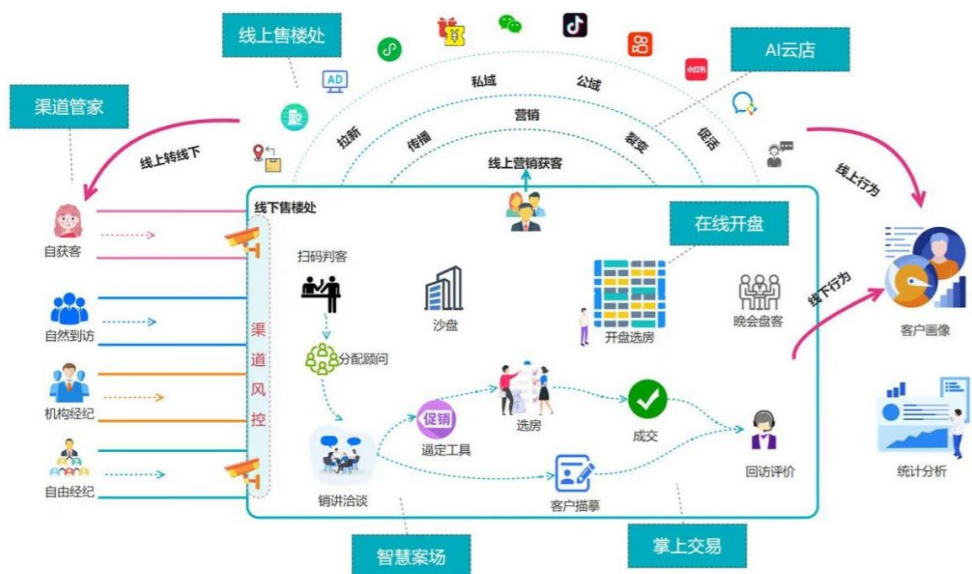 线上售楼处
AI云店
渠道管家
AD
小红书
私域
公域
拉新
传播
营销
裂变
促活
线上营销获客
线上转线下
线上行为
线下售楼处
自获客
自然到访
机构经纪
自由经纪
渠道风控
扫码判客
分配顾问
销讲洽谈
沙盘
在线开盘
开盘选房
晚会盘客
线下行为
客户画像
促销
逼定工具
选房
成交
回访评价
客户描摹
统计分析
智慧案场
掌上交易